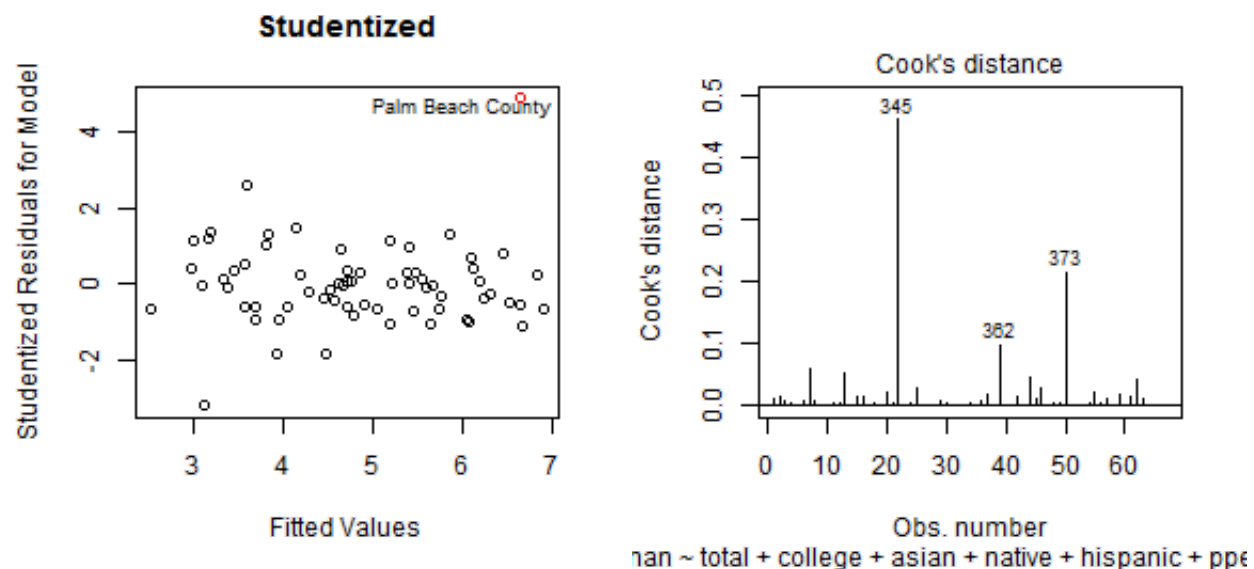 Studentized
Studentized Residuals for Model
4
2
0
-2
Palm Beach County
3 4 5 6 7
Fitted Values
Cook's distance
Cook's distance
0.5
0.4
0.3
0.2
0.1
0.0
345
373
362
0 10 20 30 40 50 60
Obs. number
nan ~ total + college + asian + native + hispanic + ppe